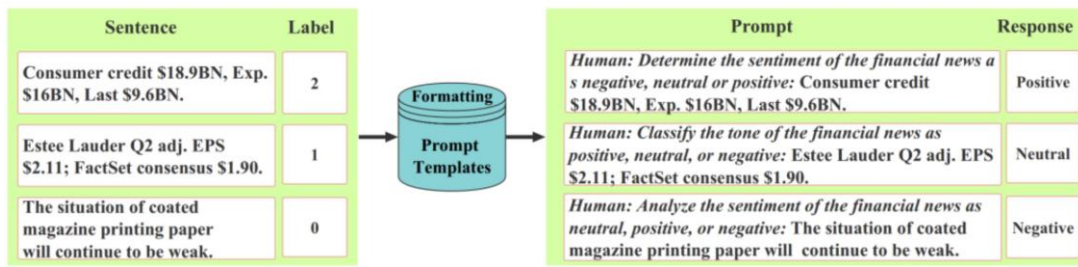 Sentence
Label
Consumer credit $18.9BN, Exp.
$16BN, Last $9.6BN.
2
Estee Lauder Q2 adj. EPS
$2.11; FactSet consensus $1.90.
1
The situation of coated
magazine printing paper
will continue to be weak.
0
Formatting
Prompt
Templates
Prompt
Response
Human: Determine the sentiment of the financial news a
s negative, neutral or positive: Consumer credit
$18.9BN, Exp. $16BN, Last $9.6BN.
Positive
Human: Classify the tone of the financial news as
positive, neutral, or negative: Estee Lauder Q2 adj. EPS
$2.11; FactSet consensus $1.90.
Neutral
Human: Analyze the sentiment of the financial news as
neutral, positive, or negative: The situation of coated
magazine printing paper will continue to be weak.
Negative